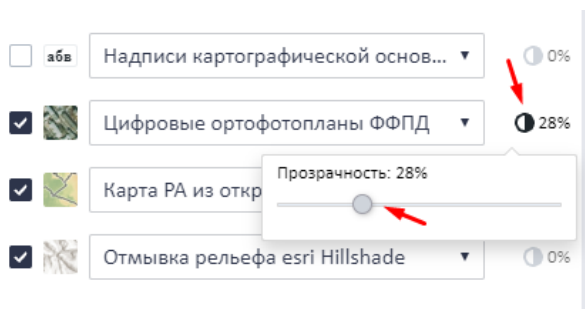 абв Надписи картографической основ... 0%
Цифровые ортофотопланы ФФПД 28%
Прозрачность: 28%
Карта РА из откр
Отмывка рельефа esri Hillshade 0%